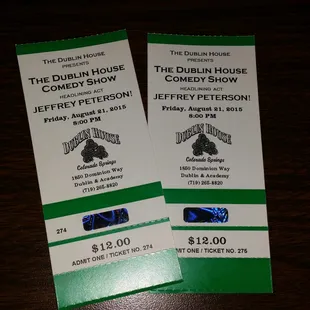 THE DUBLIN HOUSE
PRESENTS
THE DUBLIN HOUSE
COMEDY SHOW
HEADLINING ACT
JEFFREY PETERSON!
Friday, August 21, 2015
8:00 PM
DUBLIN HOUSE
Colorado Springs
1850 Dominion Way
Dublin & Academy
(719) 265-8820
274
$12.00
ADMIT ONE / TICKET NO. 274
THE DUBLIN HOUSE
PRESENTS
THE DUBLIN HOUSE
COMEDY SHOW
HEADLINING ACT
JEFFREY PETERSON!
Friday, August 21, 2015
8:00 PM
DUBLIN HOUSE
Colorado Springs
1850 Dominion Way
Dublin & Academy
(719) 265-8820
275
$12.00
ADMIT ONE / TICKET NO. 275